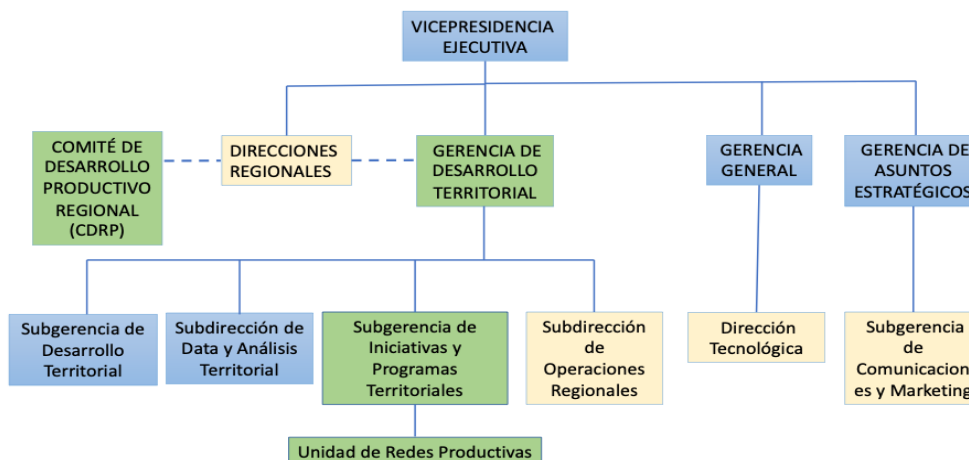 VICEPRESIDENCIA
EJECUTIVA
COMITÉ DE
DESARROLLO
PRODUCTIVO
REGIONAL
(CDRP)
DIRECCIONES
REGIONALES
GERENCIA DE
DESARROLLO
TERRITORIAL
GERENCIA
GENERAL
GERENCIA DE
ASUNTOS
ESTRATÉGICOS
Subgerencia de
Desarrollo
Territorial
Subdirección de
Data y Análisis
Territorial
Subgerencia de
Iniciativas y
Programas
Territoriales
Subdirección
de
Operaciones
Regionales
Dirección
Tecnológica
Subgerencia
de
Comunicacion
es y Marketing
Unidad de Redes Productivas